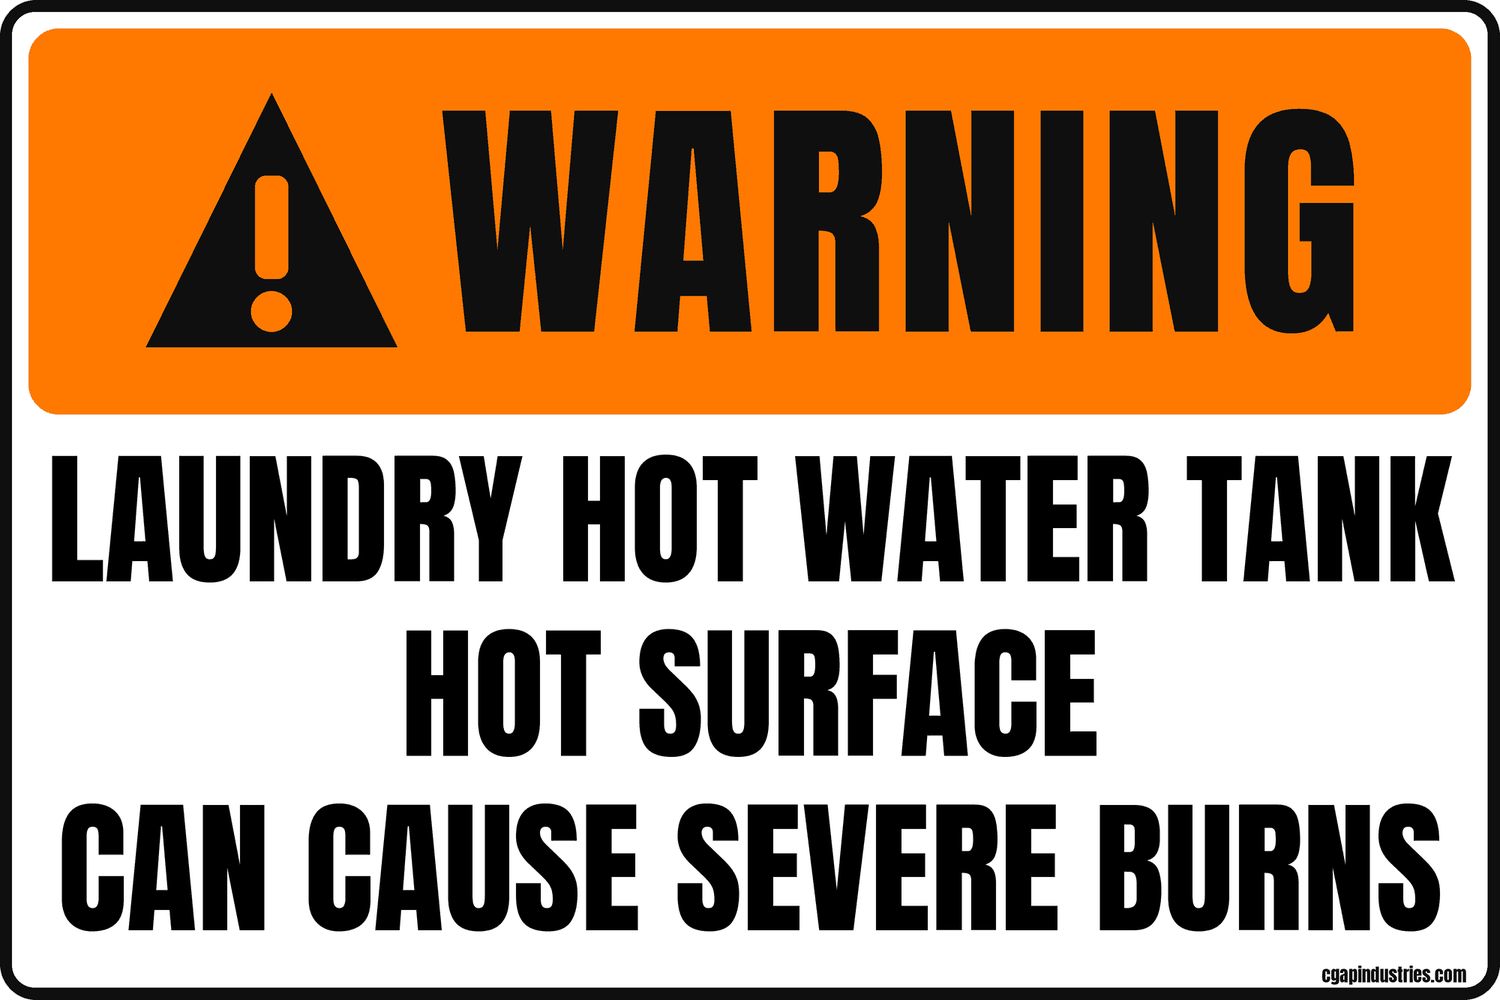 WARNING
LAUNDRY HOT WATER TANK
HOT SURFACE
CAN CAUSE SEVERE BURNS
cgapindustries.com